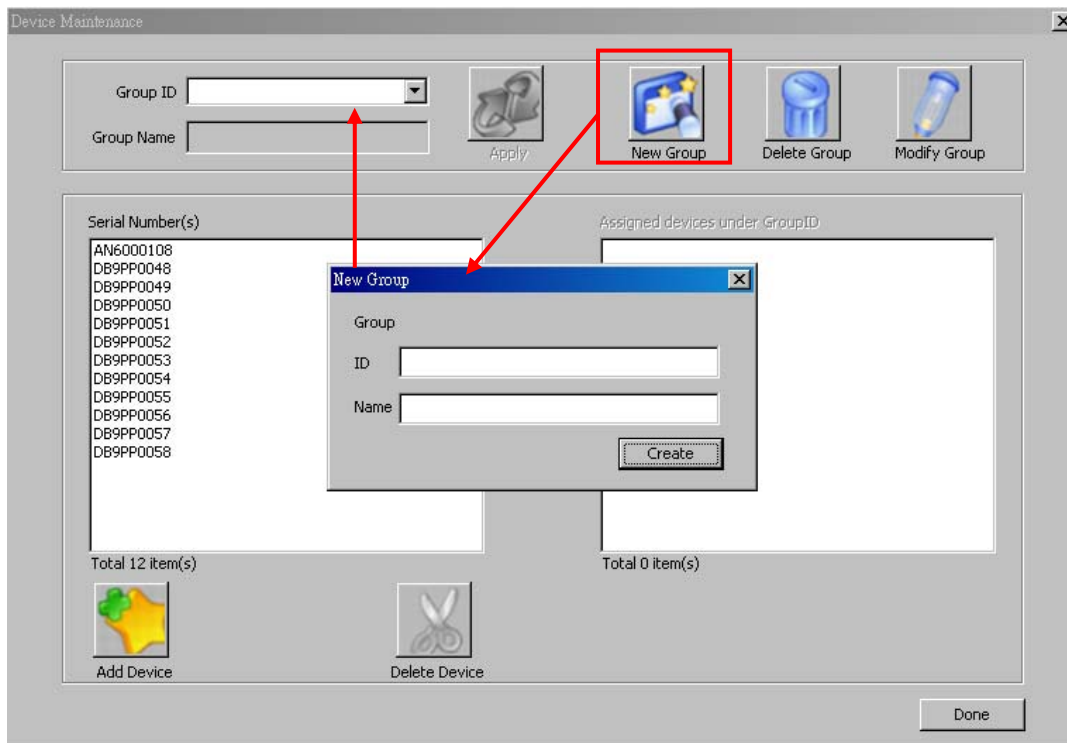 Device Maintenance
Group ID
Group Name
Apply
New Group
Delete Group
Modify Group
Serial Number(s)
Assigned devices under GroupID
AN6000108
DB9PP0048
DB9PP0049
DB9PP0050
DB9PP0051
DB9PP0052
DB9PP0053
DB9PP0054
DB9PP0055
DB9PP0056
DB9PP0057
DB9PP0058
New Group
Group
ID
Name
Create
Total 12 item(s)
Total 0 item(s)
Add Device
Delete Device
Done